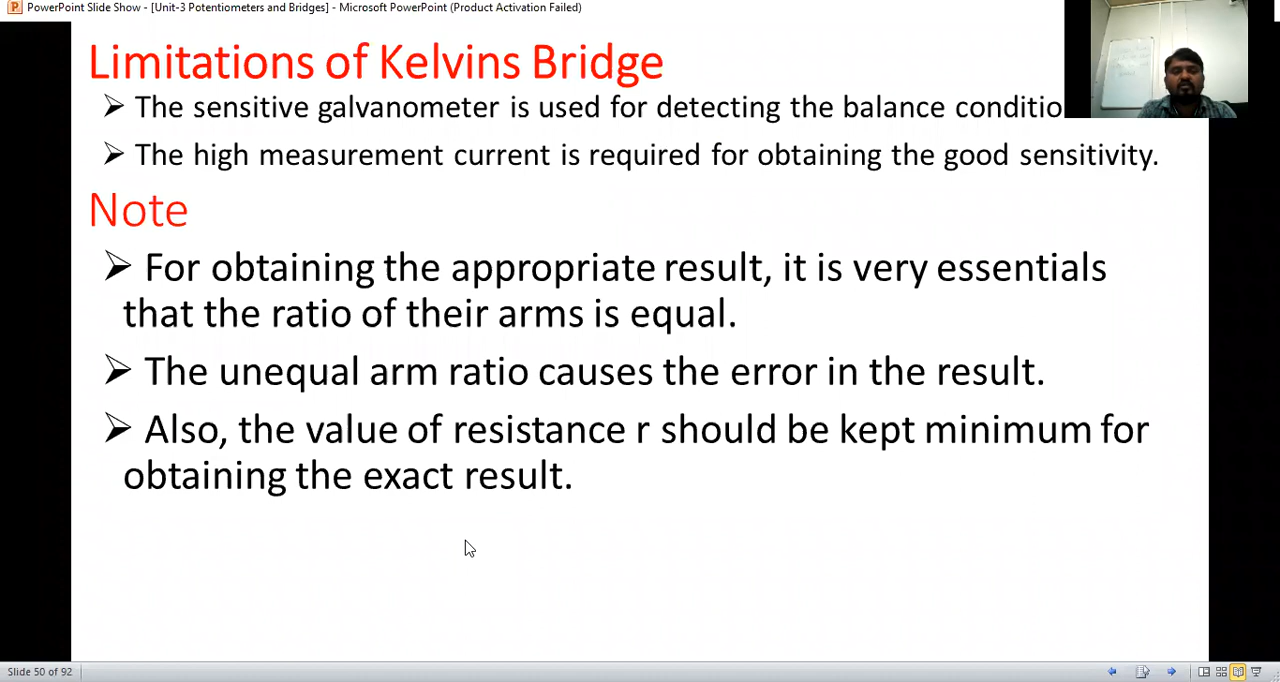 PowerPoint Slide Show - [Unit-3 Potentiometers and Bridges] - Microsoft PowerPoint (Product Activation Failed)
Limitations of Kelvins Bridge
➢ The sensitive galvanometer is used for detecting the balance conditio
➢ The high measurement current is required for obtaining the good sensitivity.
Note
➢ For obtaining the appropriate result, it is very essentials
that the ratio of their arms is equal.
➢ The unequal arm ratio causes the error in the result.
➢ Also, the value of resistance r should be kept minimum for
obtaining the exact result.
Slide 50 of 92